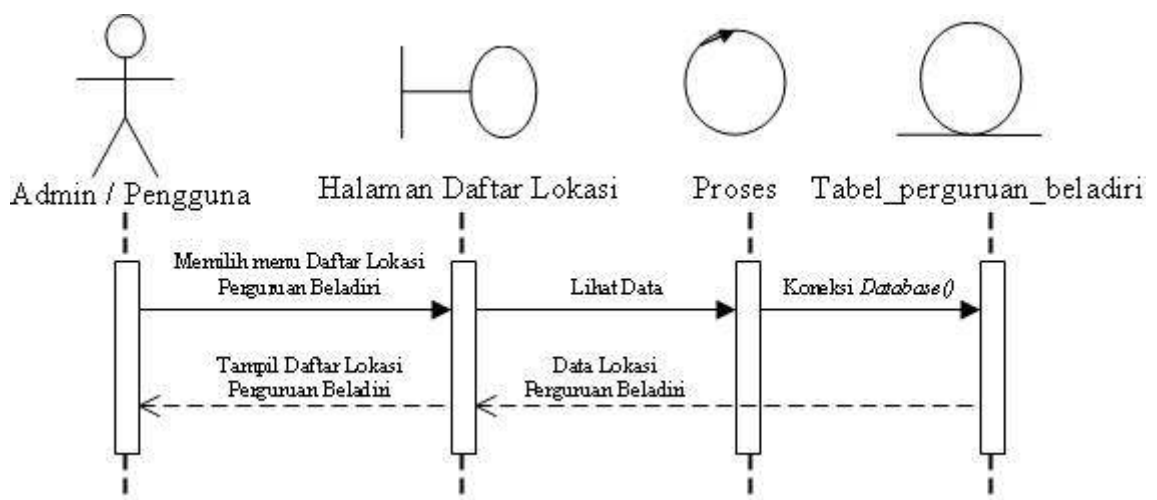 Admin / Pengguna
Halaman Daftar Lokasi
Proses
Tabel_perguruan_beladiri
Memilih menu Daftar Lokasi
Perguruan Beladiri
Lihat Data
Koneksi Database()
Tampil Daftar Lokasi
Perguruan Beladiri
Data Lokasi
Perguruan Beladiri